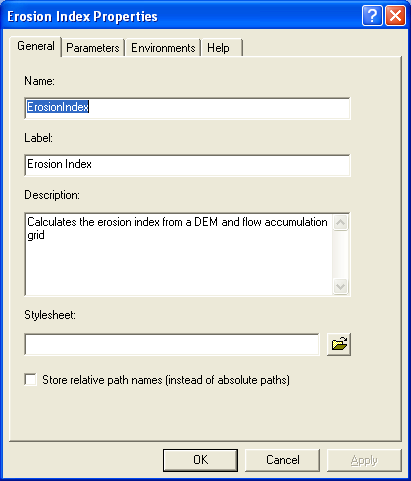 Erosion Index Properties
General Parameters Environments Help
Name:
ErosionIndex
Label:
Erosion Index
Description:
Calculates the erosion index from a DEM and flow accumulation
grid
Stylesheet:
Store relative path names (instead of absolute paths)
OK Cancel Apply